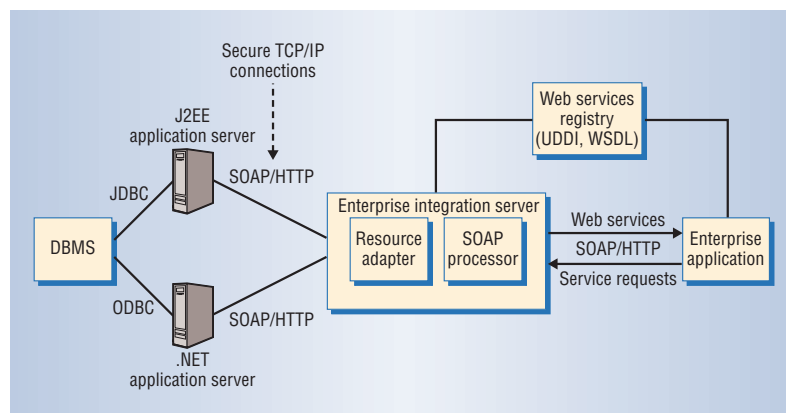 Secure TCP/IP
connections
J2EE
application server
Web services
registry
(UDDI, WSDL)
SOAP/HTTP
JDBC
Enterprise integration server
Resource
adapter
SOAP
processor
Web services
SOAP/HTTP
Service requests
Enterprise
application
DBMS
ODBC
SOAP/HTTP
.NET
application server